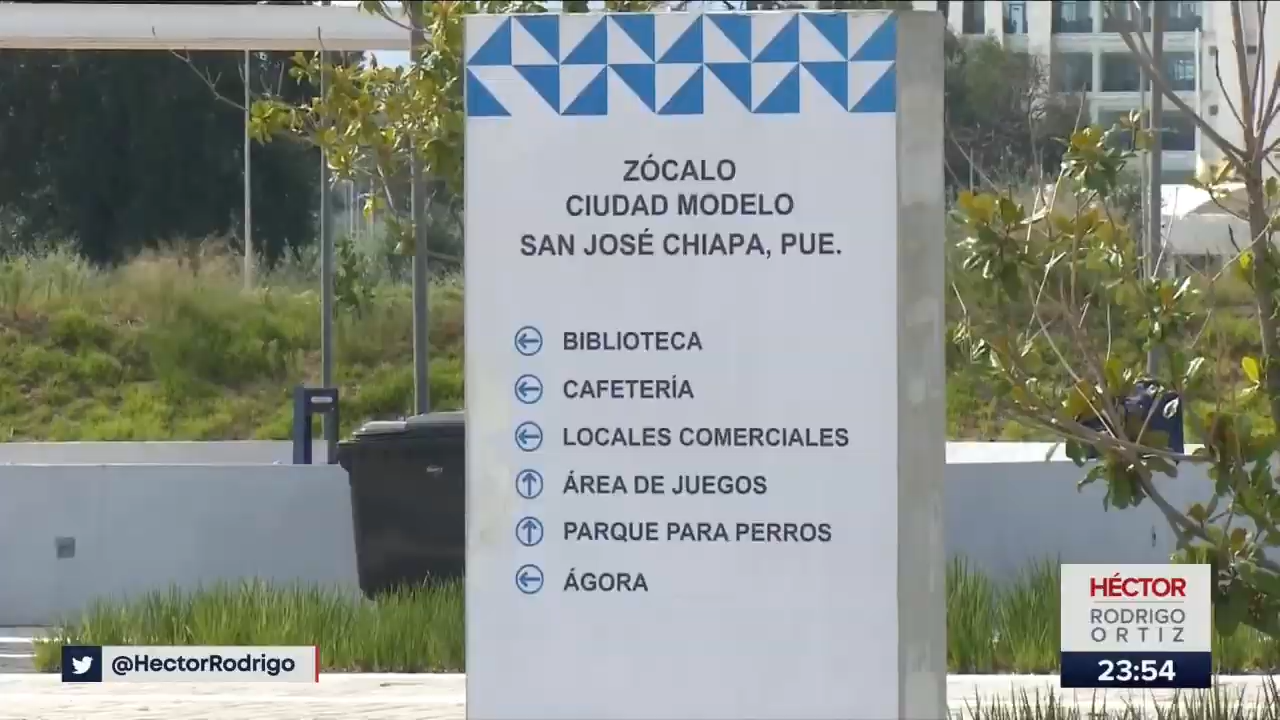 ZÓCALO
CIUDAD MODELO
SAN JOSÉ CHIAPA, PUE.
BIBLIOTECA
CAFETERÍA
LOCALES COMERCIALES
ÁREA DE JUEGOS
PARQUE PARA PERROS
ÁGORA
@HectorRodrigo
HÉCTOR
RODRIGO
ORTIZ
23:54